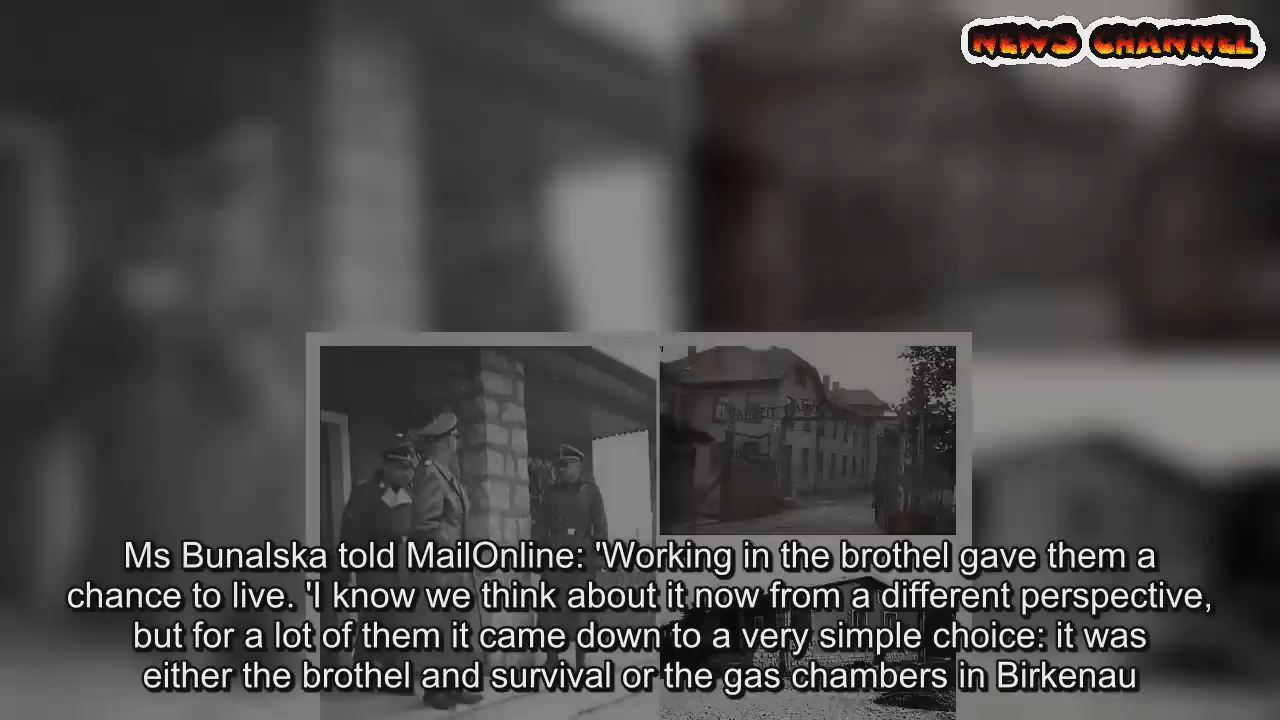 NEWS CHANNEL
Ms Bunalska told MailOnline: 'Working in the brothel gave them a
chance to live. 'I know we think about it now from a different perspective,
but for a lot of them it came down to a very simple choice: it was
either the brothel and survival or the gas chambers in Birkenau